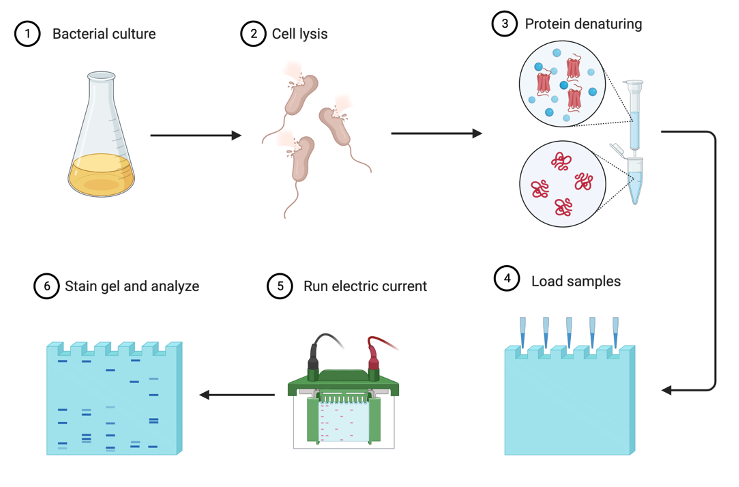 1 Bacterial culture
2 Cell lysis
3 Protein denaturing
4 Load samples
5 Run electric current
6 Stain gel and analyze